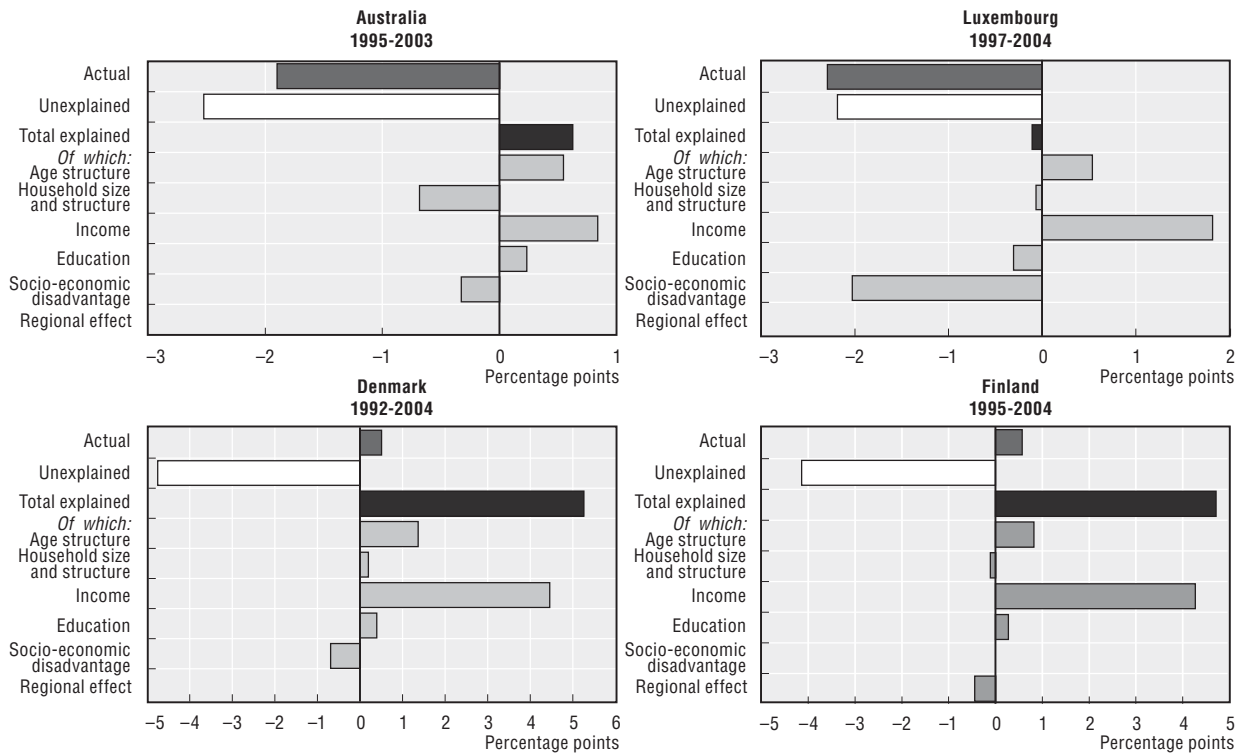 Australia
1995-2003
Actual
Unexplained
Total explained
Of which:
Age structure
Household size
and structure
Income
Education
Socio-economic
disadvantage
Regional effect
–3 –2 –1 0 1
Percentage points
Luxembourg
1997-2004
Actual
Unexplained
Total explained
Of which:
Age structure
Household size
and structure
Income
Education
Socio-economic
disadvantage
Regional effect
–3 –2 –1 0 1 2
Percentage points
Denmark
1992-2004
Actual
Unexplained
Total explained
Of which:
Age structure
Household size
and structure
Income
Education
Socio-economic
disadvantage
Regional effect
–5 –4 –3 –2 –1 0 1 2 3 4 5 6
Percentage points
Finland
1995-2004
Actual
Unexplained
Total explained
Of which:
Age structure
Household size
and structure
Income
Education
Socio-economic
disadvantage
Regional effect
–5 –4 –3 –2 –1 0 1 2 3 4 5
Percentage points